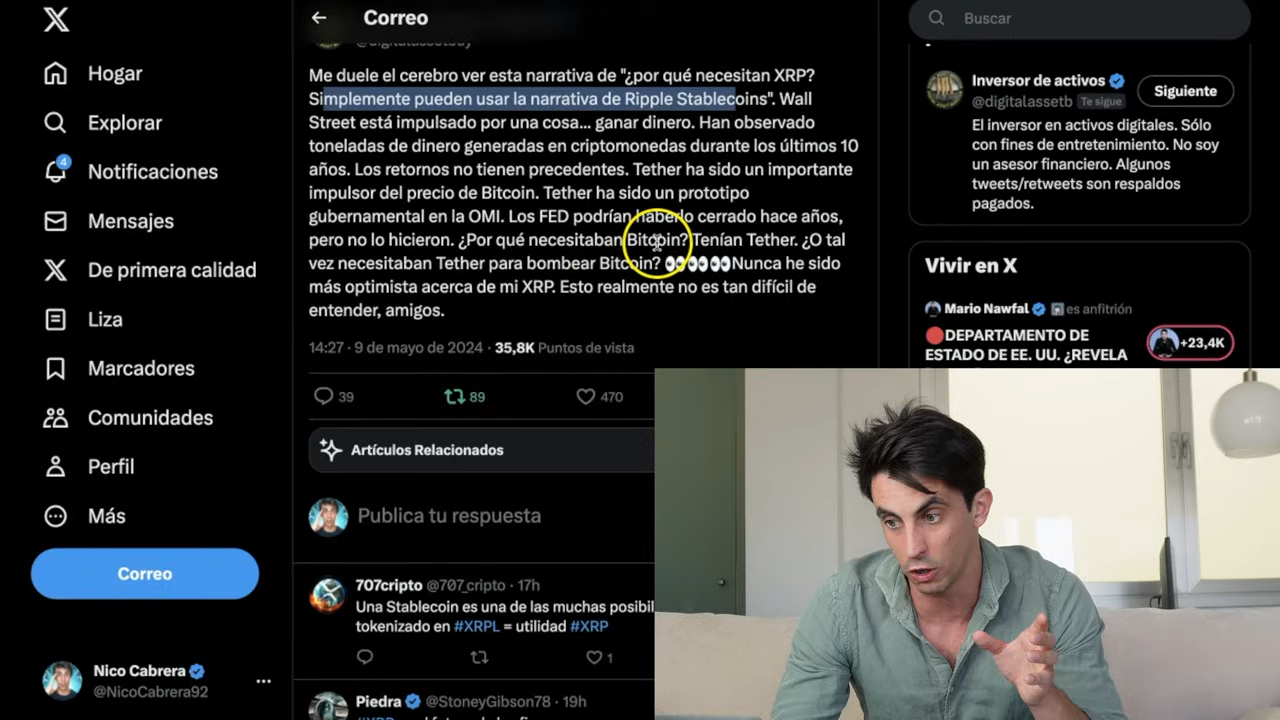 Correo
Buscar
@digitalassetbuy
Me duele el cerebro ver esta narrativa de "¿por qué necesitan XRP?
Simplemente pueden usar la narrativa de Ripple Stablecoins". Wall
Street está impulsado por una cosa... ganar dinero. Han observado
toneladas de dinero generadas en criptomonedas durante los últimos 10
años. Los retornos no tienen precedentes. Tether ha sido un importante
impulsor del precio de Bitcoin. Tether ha sido un prototipo
gubernamental en la OMI. Los FED podrían haberlo cerrado hace años,
pero no lo hicieron. ¿Por qué necesitaban Bitcoin? Tenían Tether. ¿O tal
vez necesitaban Tether para bombear Bitcoin? 👀👀👀Nunca he sido
más optimista acerca de mi XRP. Esto realmente no es tan difícil de
entender, amigos.
14:27 · 9 de mayo de 2024 · 35,8K Puntos de vista
39
89
470
Artículos Relacionados
Publica tu respuesta
707cripto @707_cripto · 17h
Una Stablecoin es una de las muchas posibil
tokenizado en #XRPL = utilidad #XRP
1
Piedra @StoneyGibson78 · 19h
Hogar
Explorar
4
Notificaciones
Mensajes
De primera calidad
Liza
Marcadores
Comunidades
Perfil
Más
Correo
Nico Cabrera
@NicoCabrera92
Inversor de activos
@digitalassetb Te sigue
Siguiente
El inversor en activos digitales. Sólo
con fines de entretenimiento. No soy
un asesor financiero. Algunos
tweets/retweets son respaldos
pagados.
Vivir en X
Mario Nawfal es anfitrión
🔴DEPARTAMENTO DE
ESTADO DE EE. UU. ¿REVELA
+23,4K